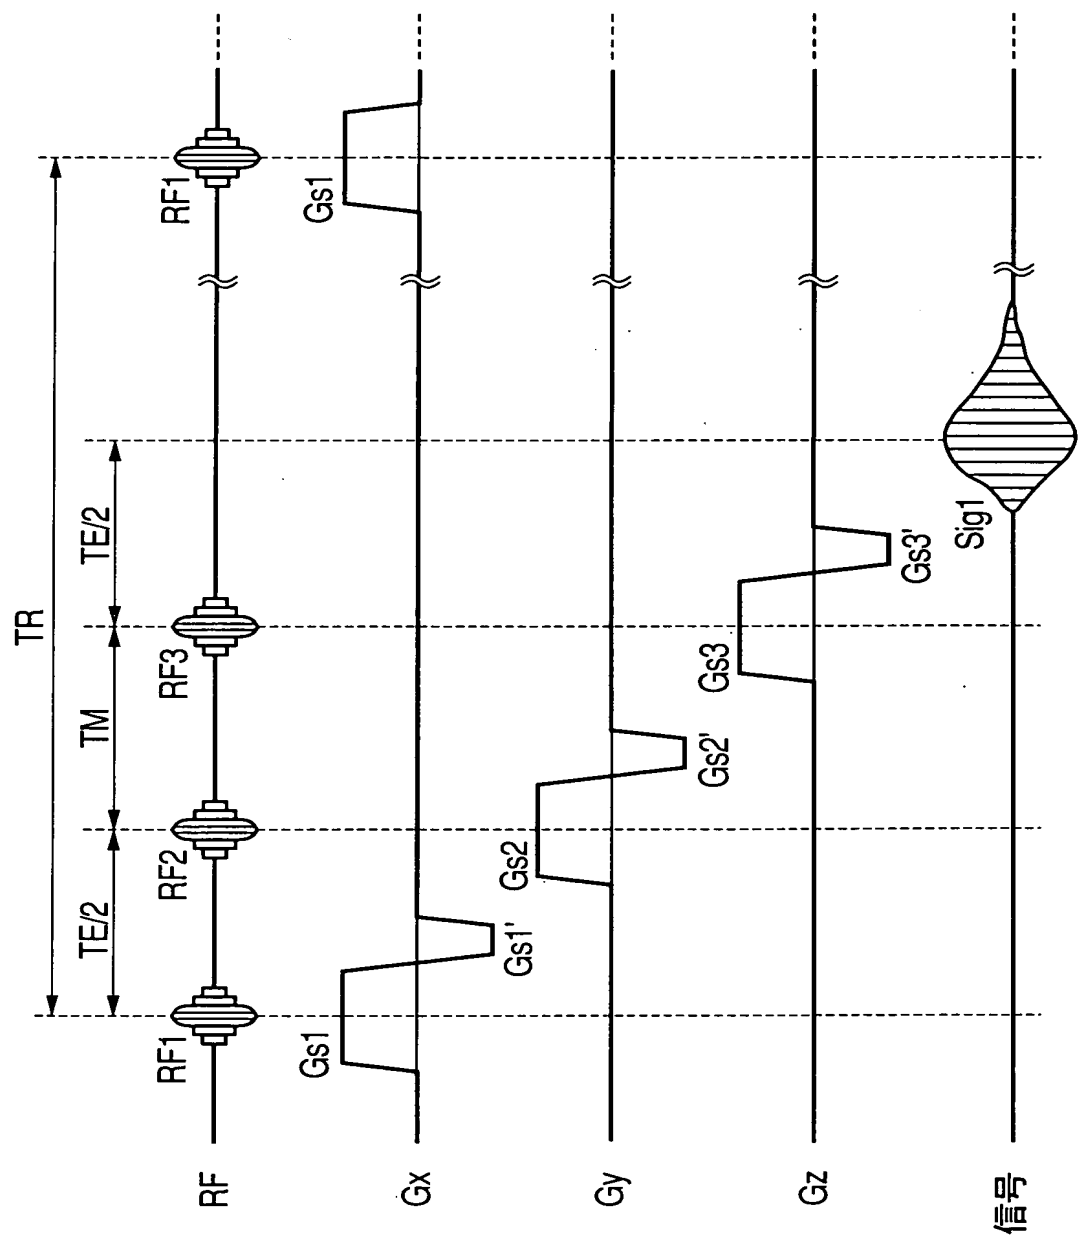 TR
TE/2
TM
TE/2
RF
RF1
RF2
RF3
RF1
Gx
Gs1
Gs1'
Gs1
Gy
Gs2
Gs2'
Gz
Gs3
Gs3'
信号
Sig1